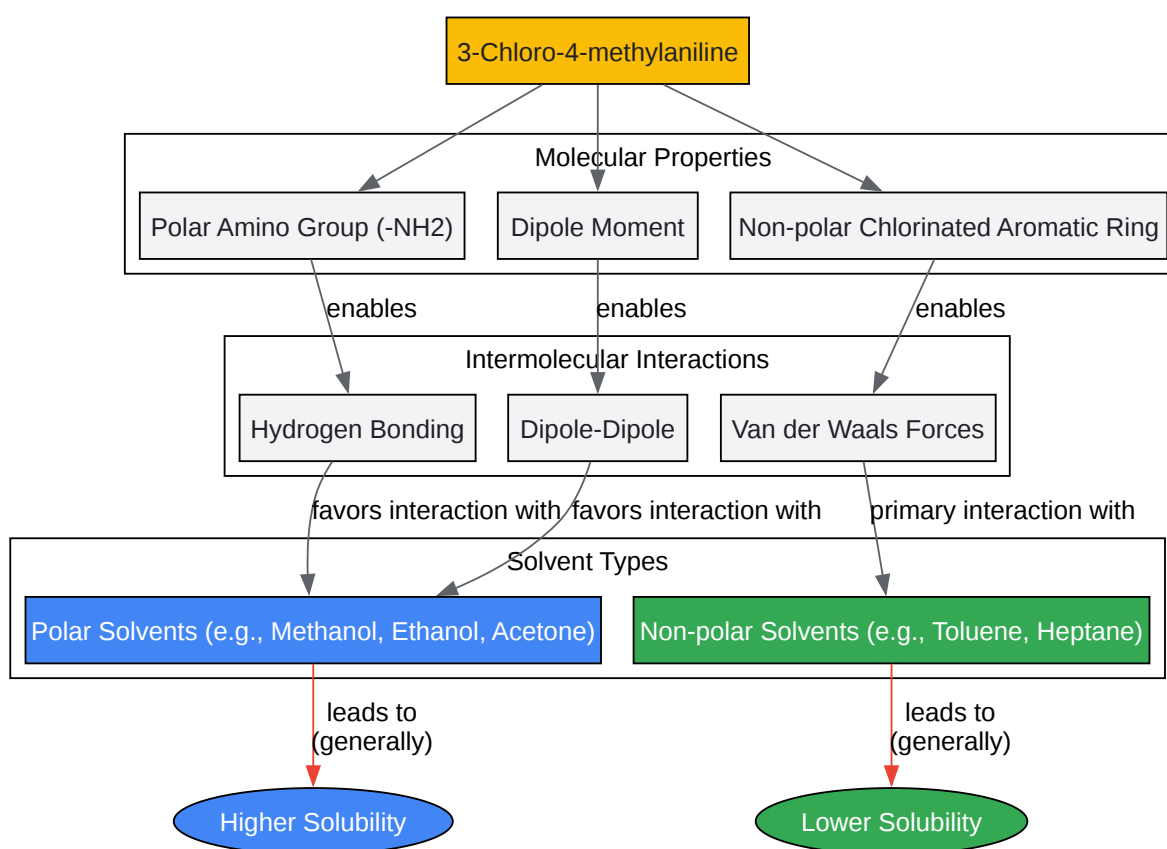 3-Chloro-4-methylaniline
Molecular Properties
Polar Amino Group (-NH2)
Dipole Moment
Non-polar Chlorinated Aromatic Ring
enables
enables
enables
Intermolecular Interactions
Hydrogen Bonding
Dipole-Dipole
Van der Waals Forces
favors interaction with
favors interaction with
primary interaction with
Solvent Types
Polar Solvents (e.g., Methanol, Ethanol, Acetone)
Non-polar Solvents (e.g., Toluene, Heptane)
leads to
(generally)
leads to
(generally)
Higher Solubility
Lower Solubility